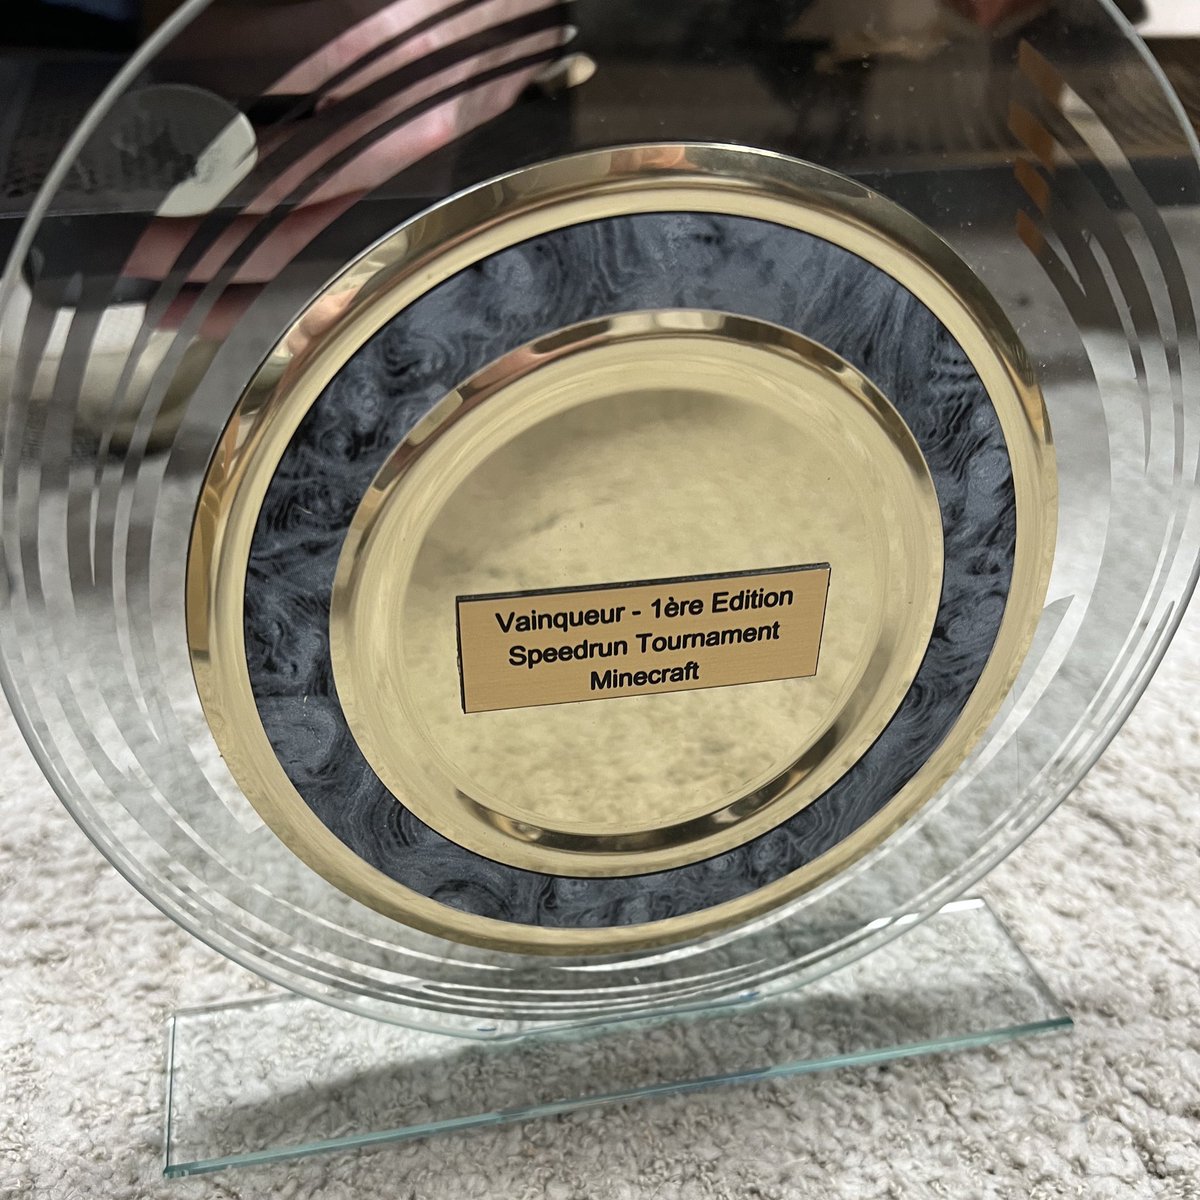 Vainqueur - 1ère Edition
Speedrun Tournament
Minecraft